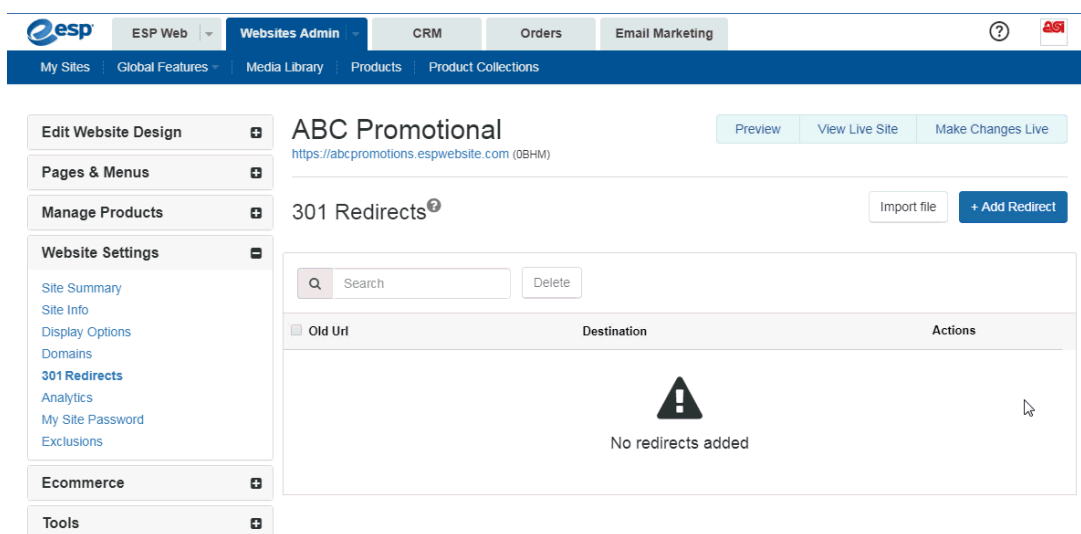 esp ESP Web Websites Admin CRM Orders Email Marketing ? asi
My Sites Global Features Media Library Products Product Collections
Edit Website Design
Pages & Menus
Manage Products
Website Settings
Site Summary
Site Info
Display Options
Domains
301 Redirects
Analytics
My Site Password
Exclusions
Ecommerce
Tools
ABC Promotional
Preview View Live Site Make Changes Live
https://abcpromotions.espwebsite.com (0BHM)
301 Redirects?
Import file + Add Redirect
Search Delete
Old Url Destination Actions
No redirects added